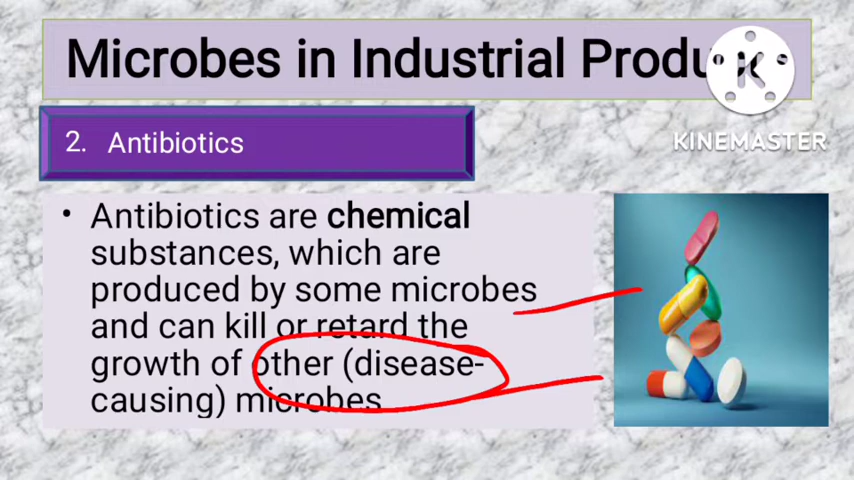 Microbes in Industrial Produ
KINEMASTER
2. Antibiotics
• Antibiotics are chemical
substances, which are
produced by some microbes
and can kill or retard the
growth of other (disease-
causing) microbes